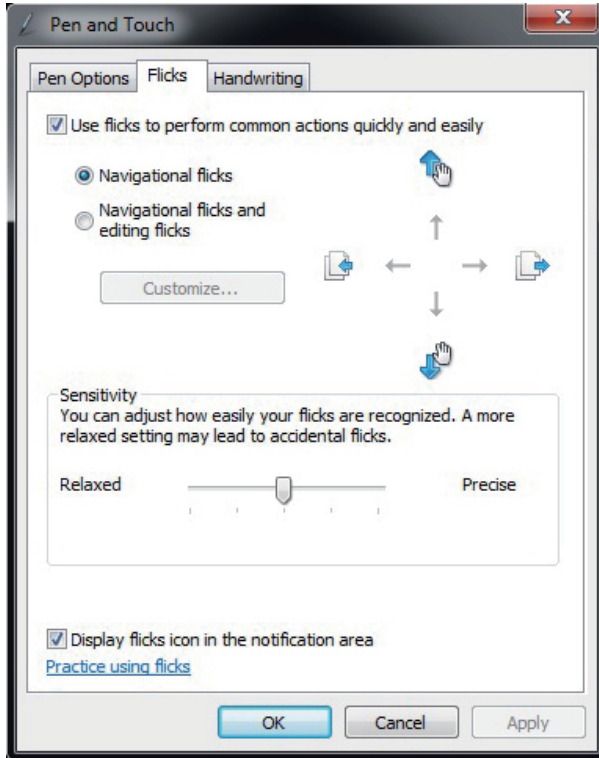 Pen and Touch
Pen Options
Flicks
Handwriting
Use flicks to perform common actions quickly and easily
Navigational flicks
Navigational flicks and
editing flicks
Customize...
Sensitivity
You can adjust how easily your flicks are recognized. A more
relaxed setting may lead to accidental flicks.
Relaxed
Precise
Display flicks icon in the notification area
Practice using flicks
OK
Cancel
Apply